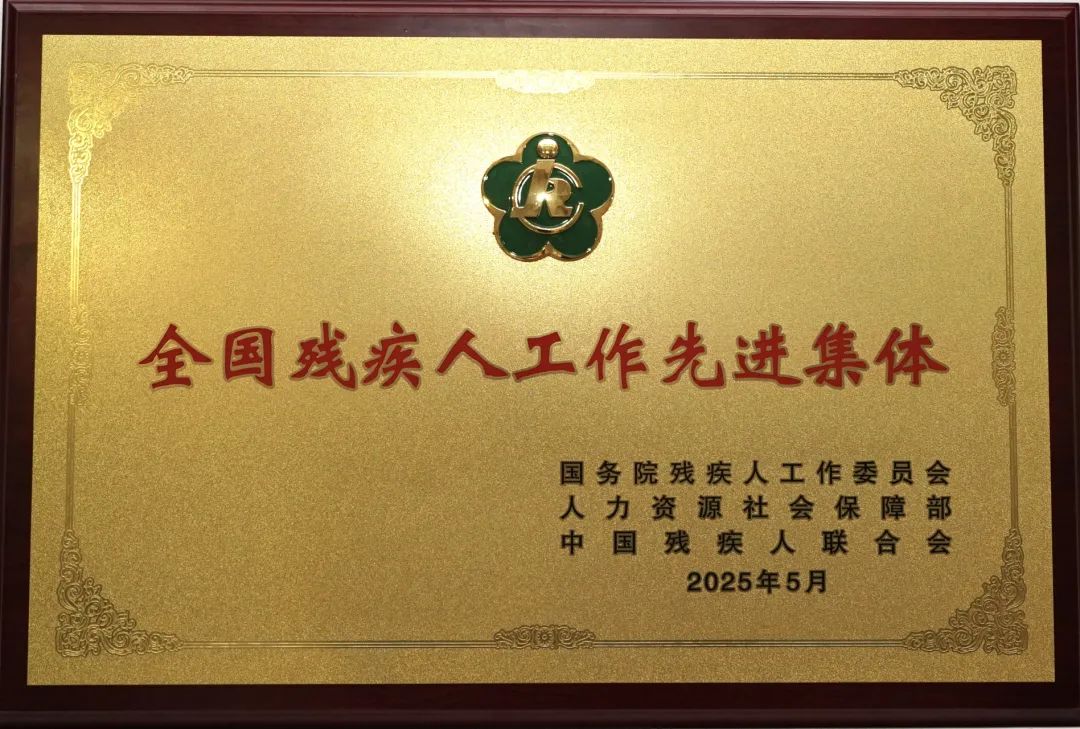 全国残疾人工作先进集体
国务院残疾人工作委员会
人力资源社会保障部
中国残疾人联合会
2025年5月